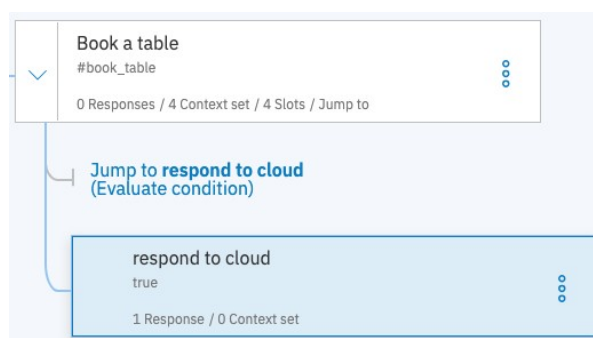 Book a table
#book_table
0 Responses / 4 Context set / 4 Slots / Jump to
Jump to respond to cloud
(Evaluate condition)
respond to cloud
true
1 Response / 0 Context set